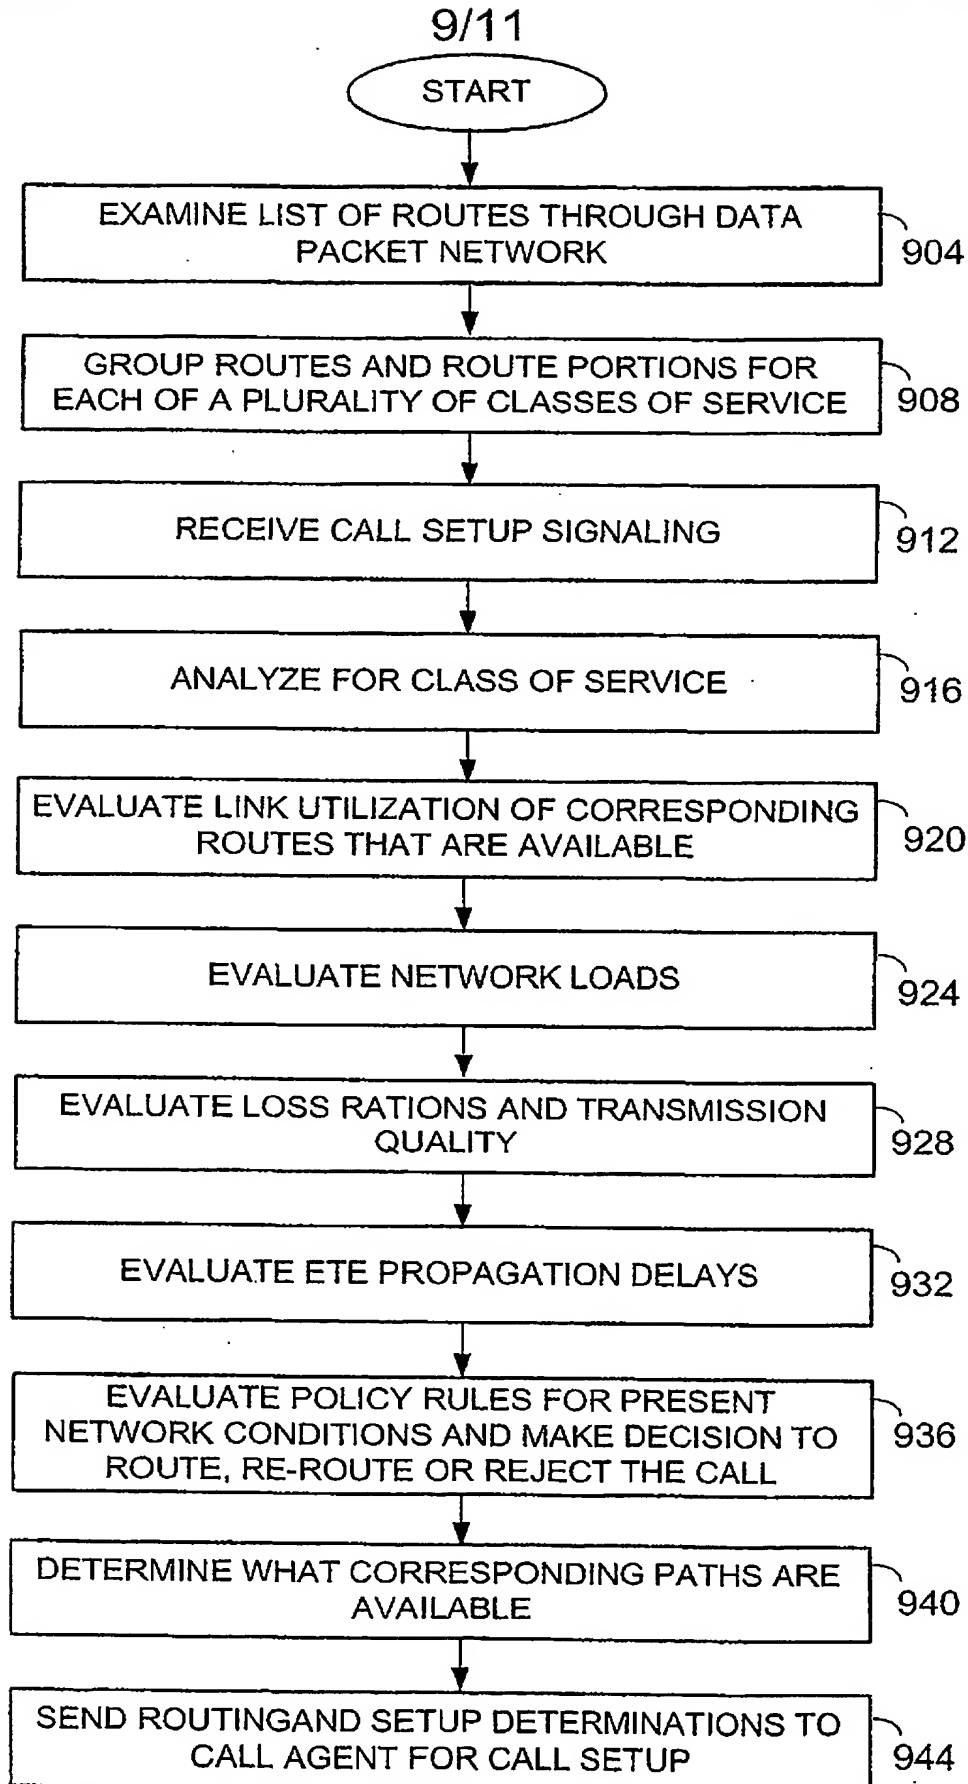 9/11
START
EXAMINE LIST OF ROUTES THROUGH DATA
PACKET NETWORK
904
GROUP ROUTES AND ROUTE PORTIONS FOR
EACH OF A PLURALITY OF CLASSES OF SERVICE
908
RECEIVE CALL SETUP SIGNALING
912
ANALYZE FOR CLASS OF SERVICE
916
EVALUATE LINK UTILIZATION OF CORRESPONDING
ROUTES THAT ARE AVAILABLE
920
EVALUATE NETWORK LOADS
924
EVALUATE LOSS RATIONS AND TRANSMISSION
QUALITY
928
EVALUATE ETE PROPAGATION DELAYS
932
EVALUATE POLICY RULES FOR PRESENT
NETWORK CONDITIONS AND MAKE DECISION TO
ROUTE, RE-ROUTE OR REJECT THE CALL
936
DETERMINE WHAT CORRESPONDING PATHS ARE
AVAILABLE
940
SEND ROUTINGAND SETUP DETERMINATIONS TO
CALL AGENT FOR CALL SETUP
944